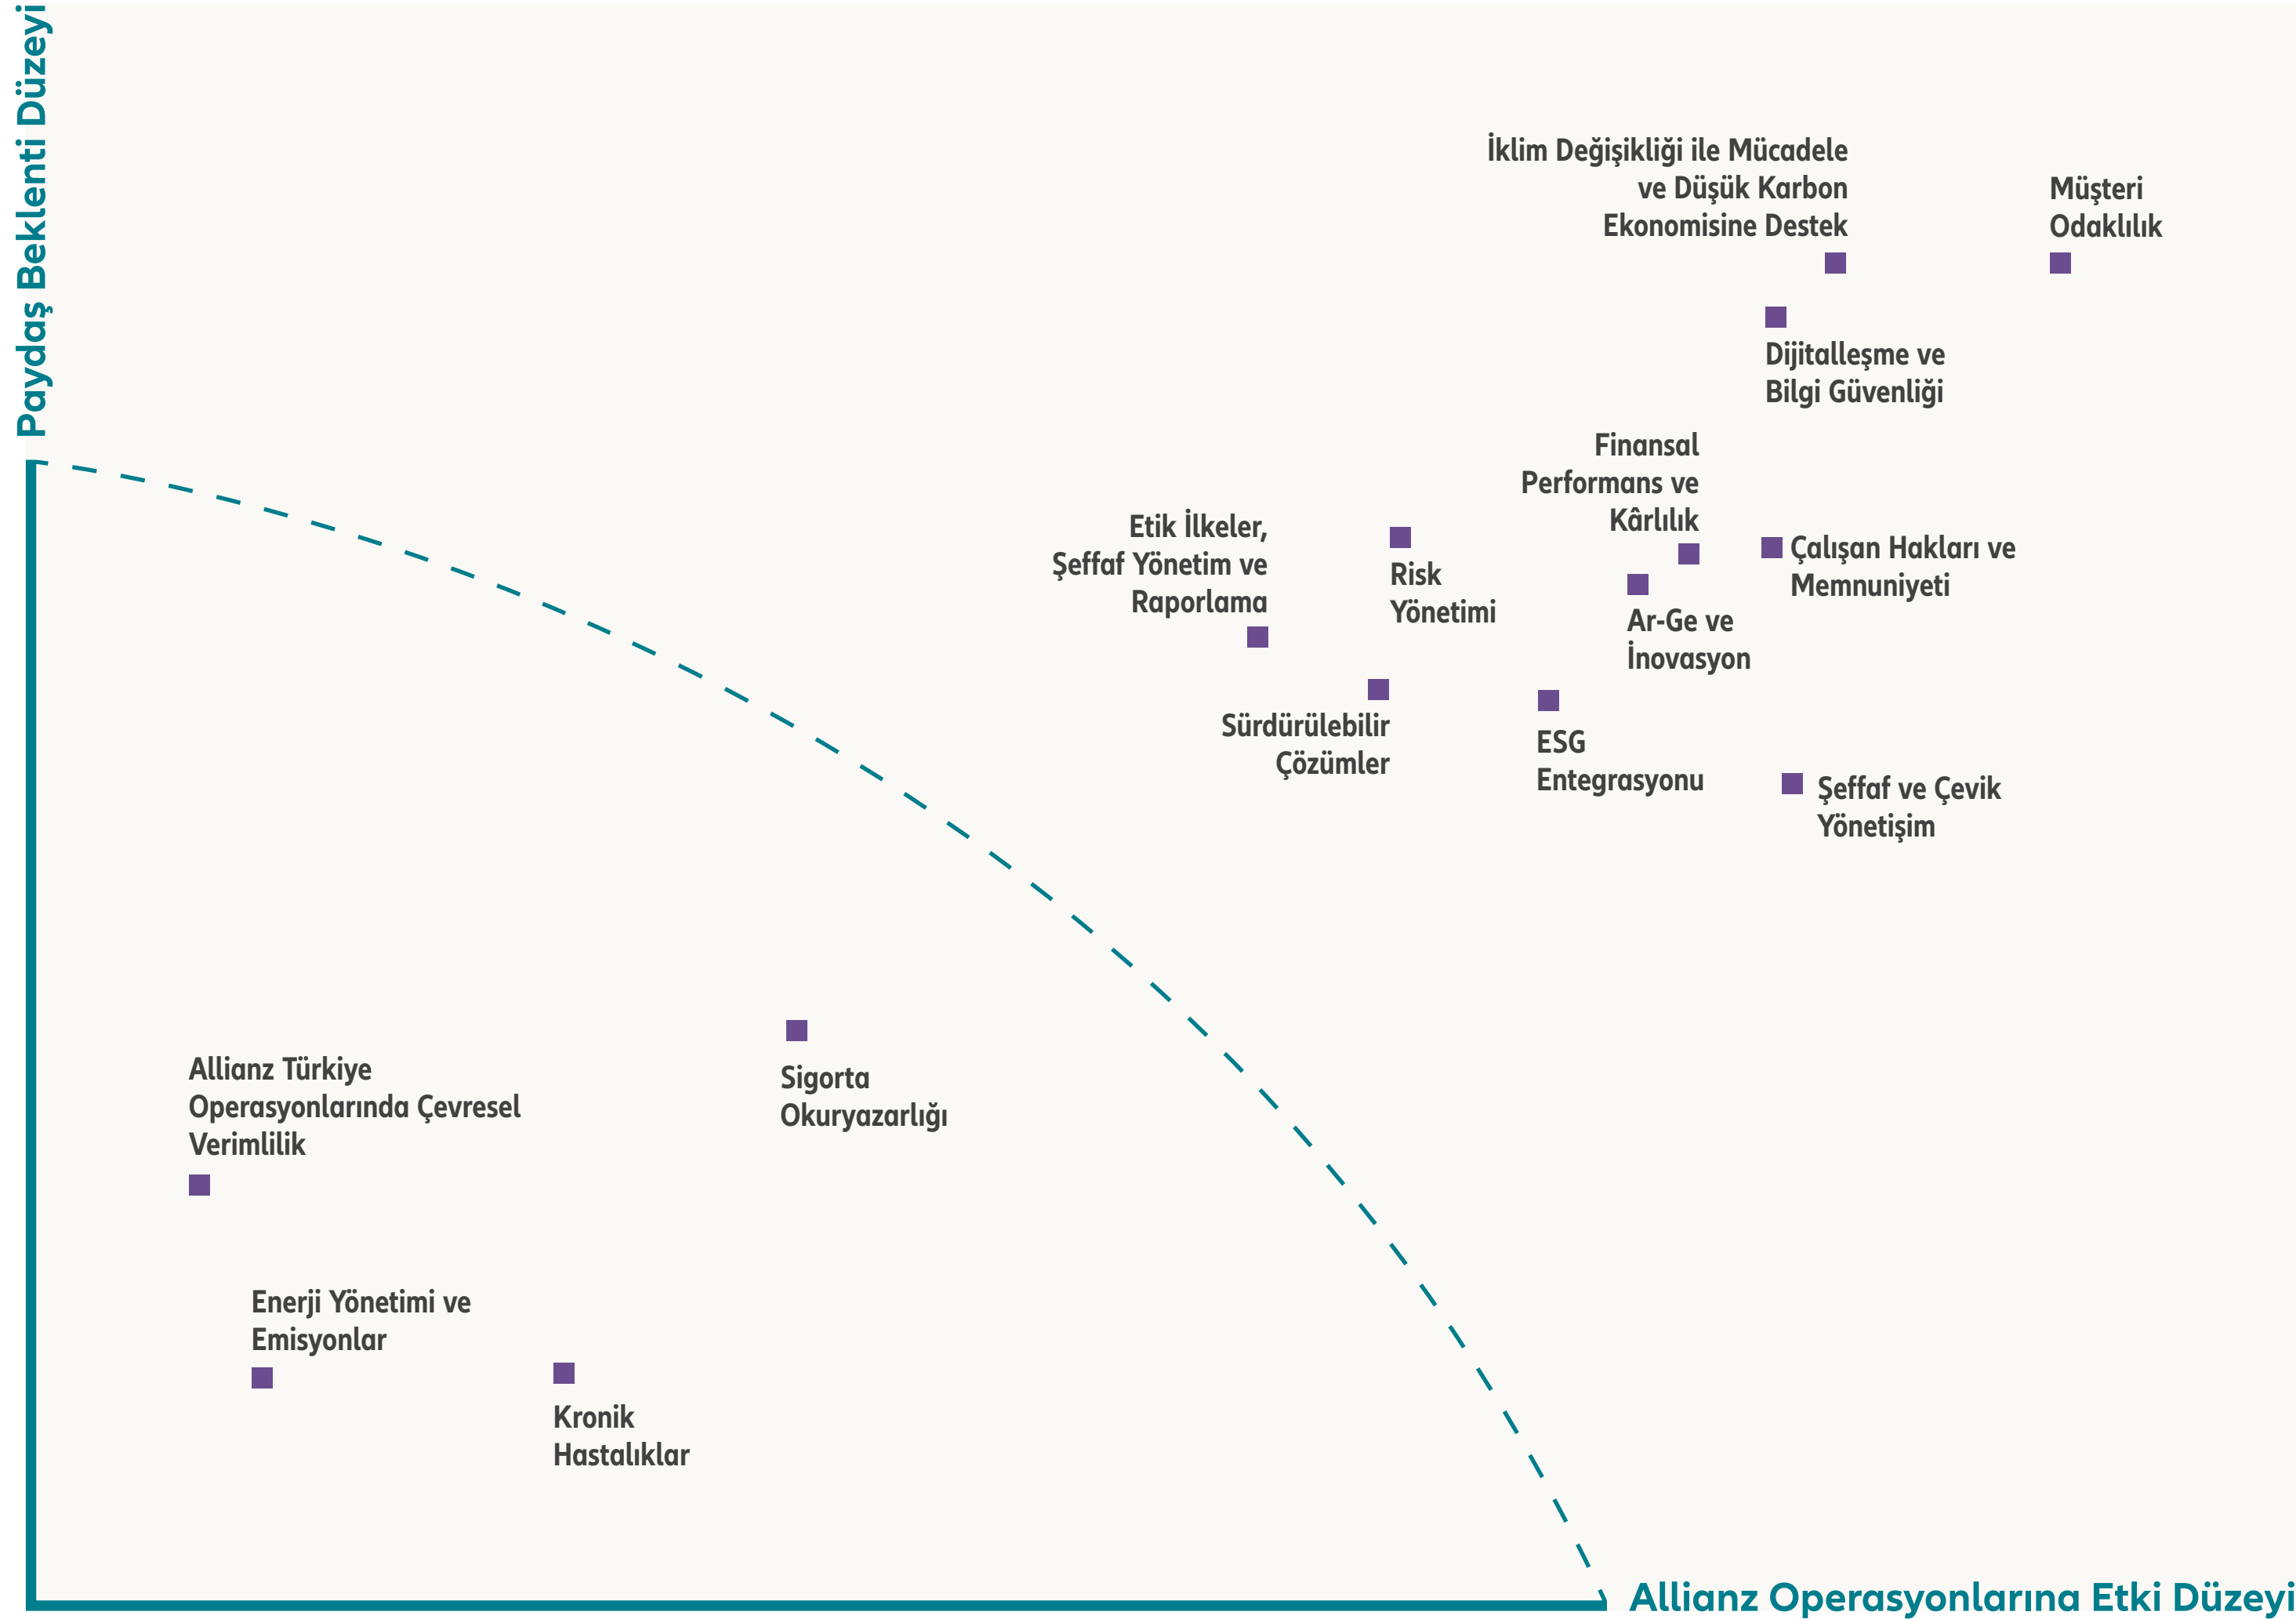 Paydaş Beklenti Düzeyi
İklim Değişikliği ile Mücadele
ve Düşük Karbon
Ekonomisine Destek
Müşteri
Odaklılık
Dijitalleşme ve
Bilgi Güvenliği
Finansal
Performans ve
Kârlılık
Etik İlkeler,
Şeffaf Yönetim ve
Raporlama
Risk
Yönetimi
Çalışan Hakları ve
Memnuniyeti
Ar-Ge ve
İnovasyon
Sürdürülebilir
Çözümler
ESG
Entegrasyonu
Şeffaf ve Çevik
Yönetişim
Allianz Türkiye
Operasyonlarında Çevresel
Verimlilik
Sigorta
Okuryazarlığı
Enerji Yönetimi ve
Emisyonlar
Kronik
Hastalıklar
Allianz Operasyonlarına Etki Düzeyi